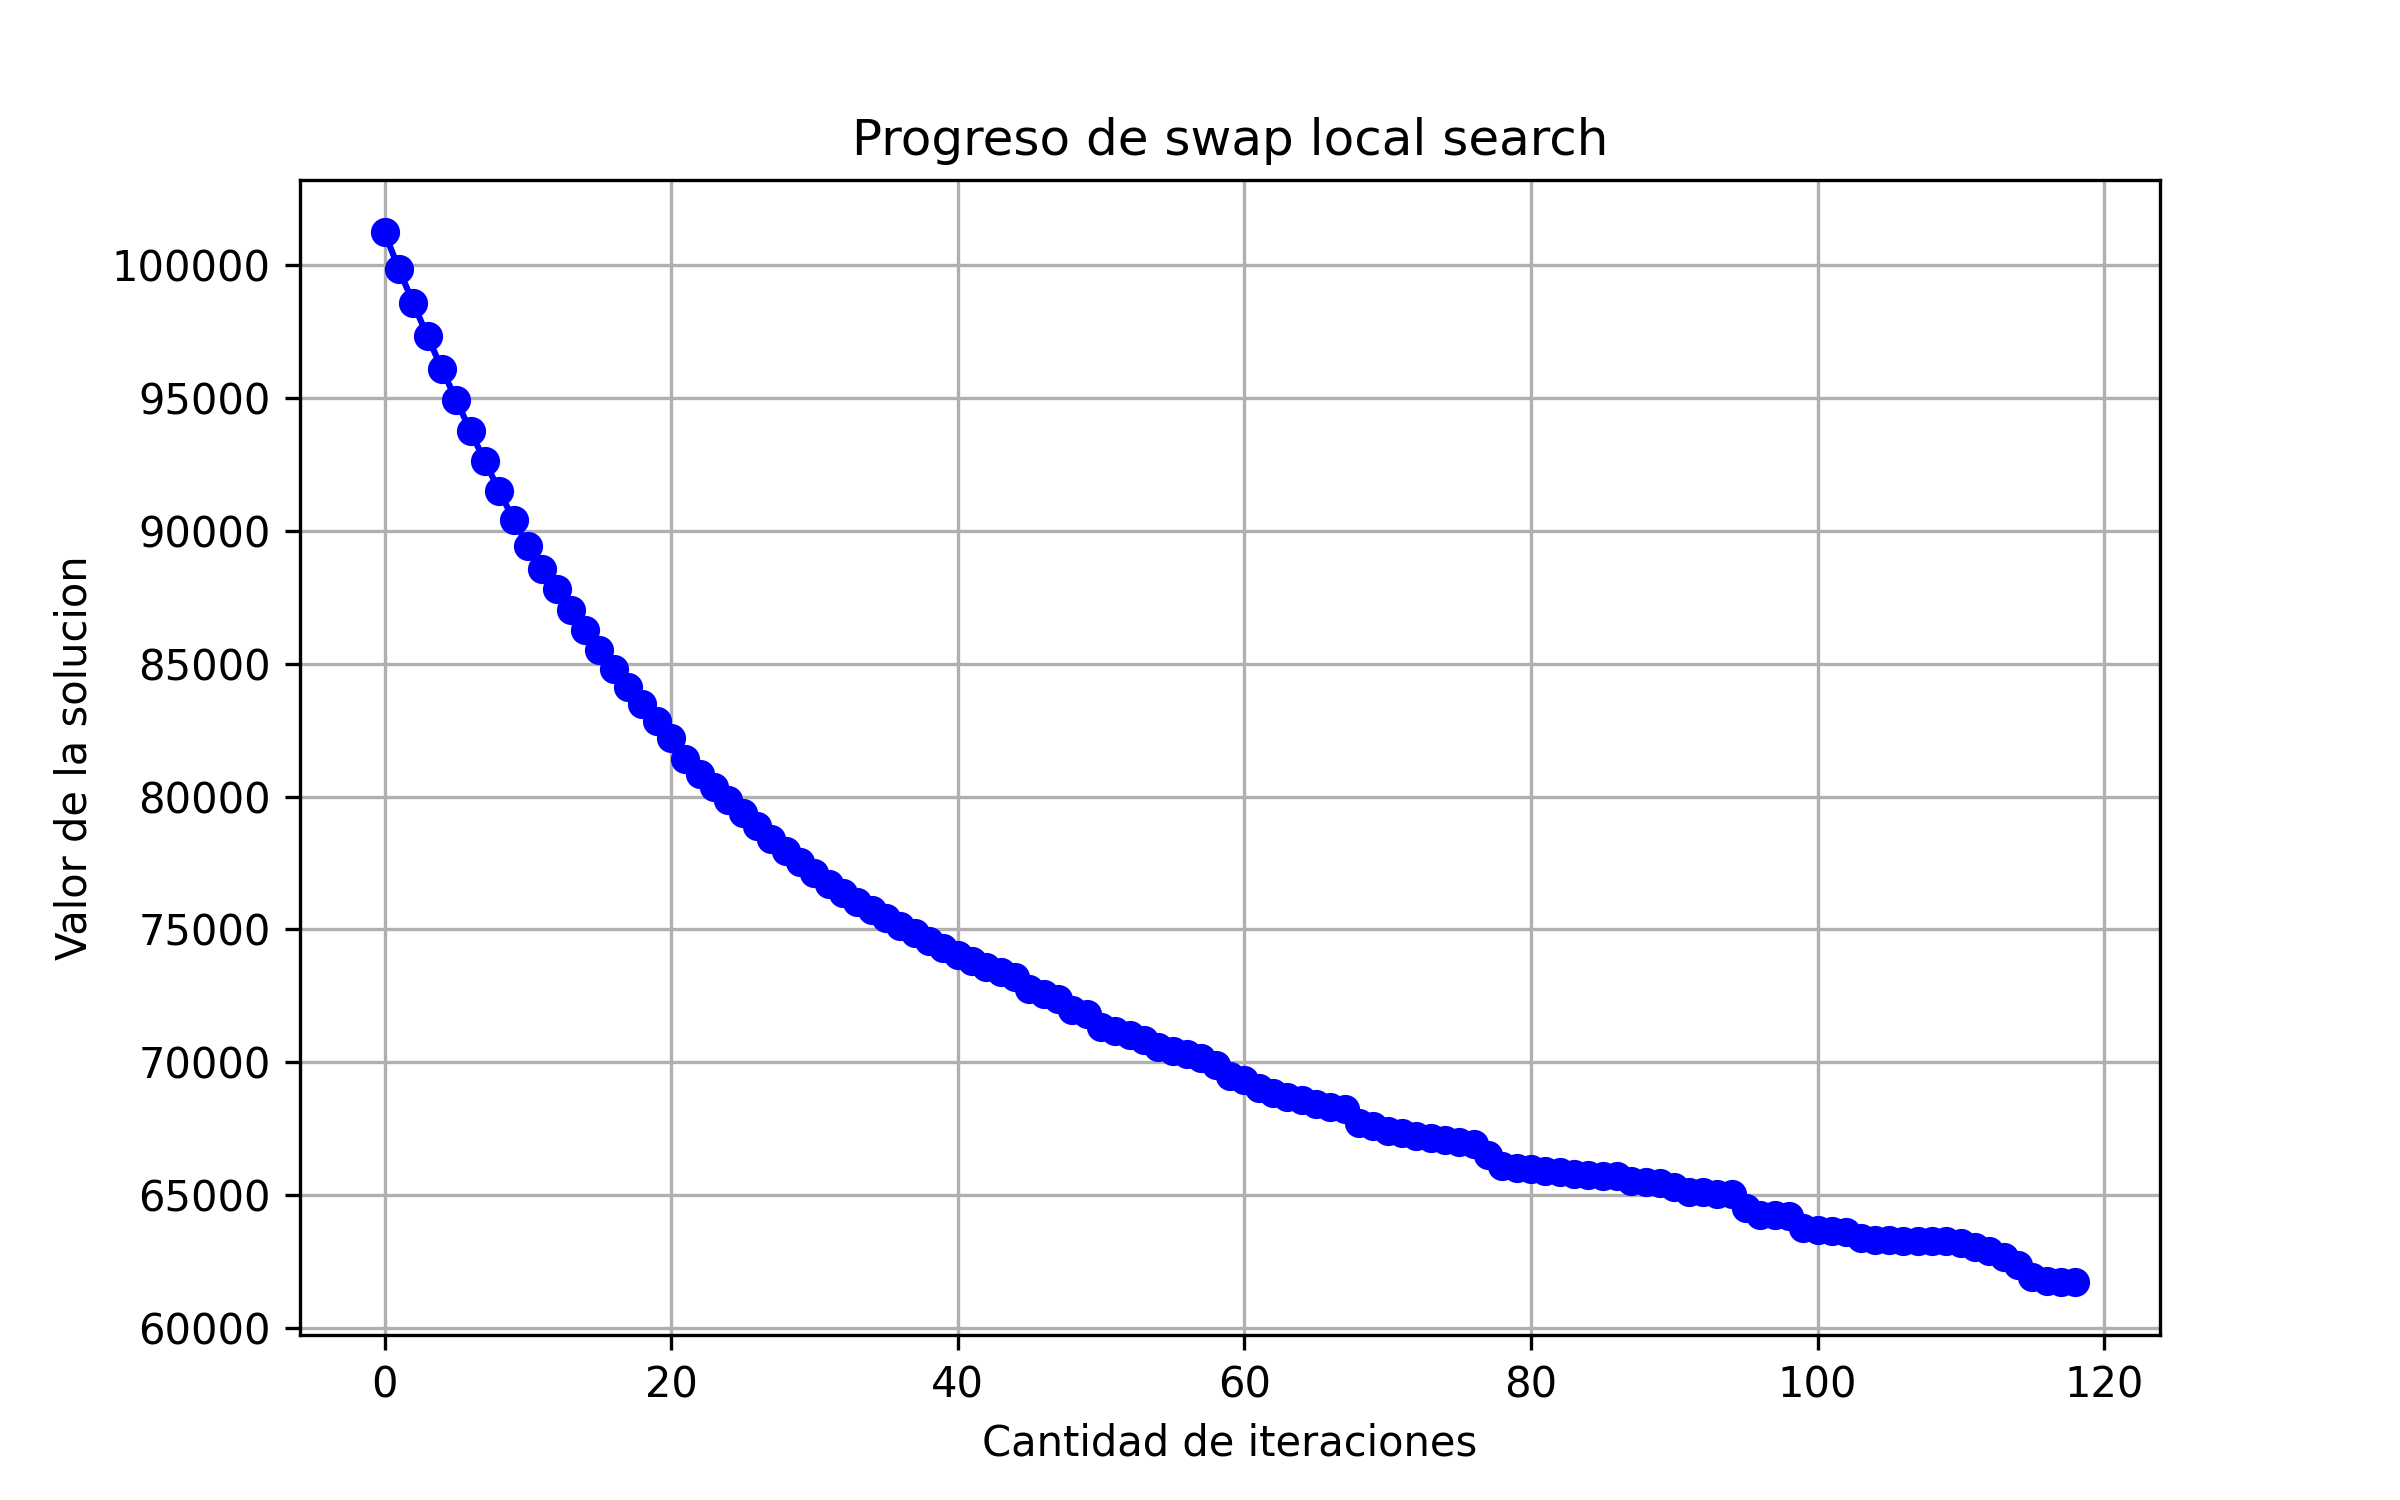 Progreso de swap local search
Valor de la solucion
100000
95000
90000
85000
80000
75000
70000
65000
60000
0 20 40 60 80 100 120
Cantidad de iteraciones